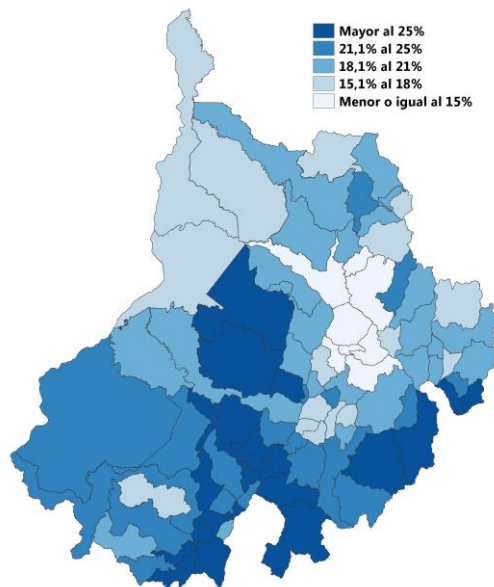 Mayor al 25%
21,1% al 25%
18,1% al 21%
15,1% al 18%
Menor o igual al 15%